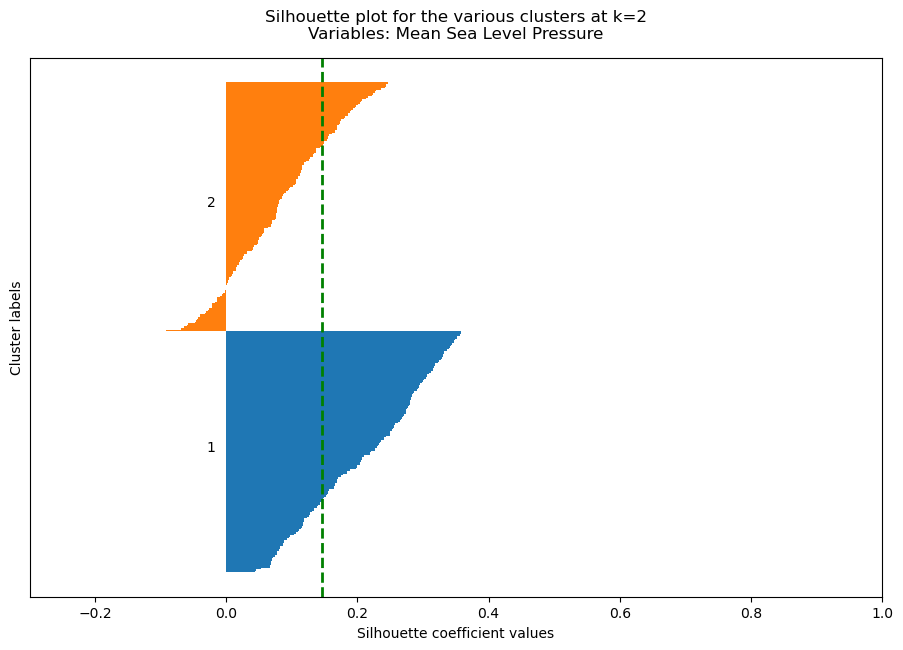 Silhouette plot for the various clusters at k=2
Variables: Mean Sea Level Pressure
2
1
Cluster labels
−0.2 0.0 0.2 0.4 0.6 0.8 1.0
Silhouette coefficient values